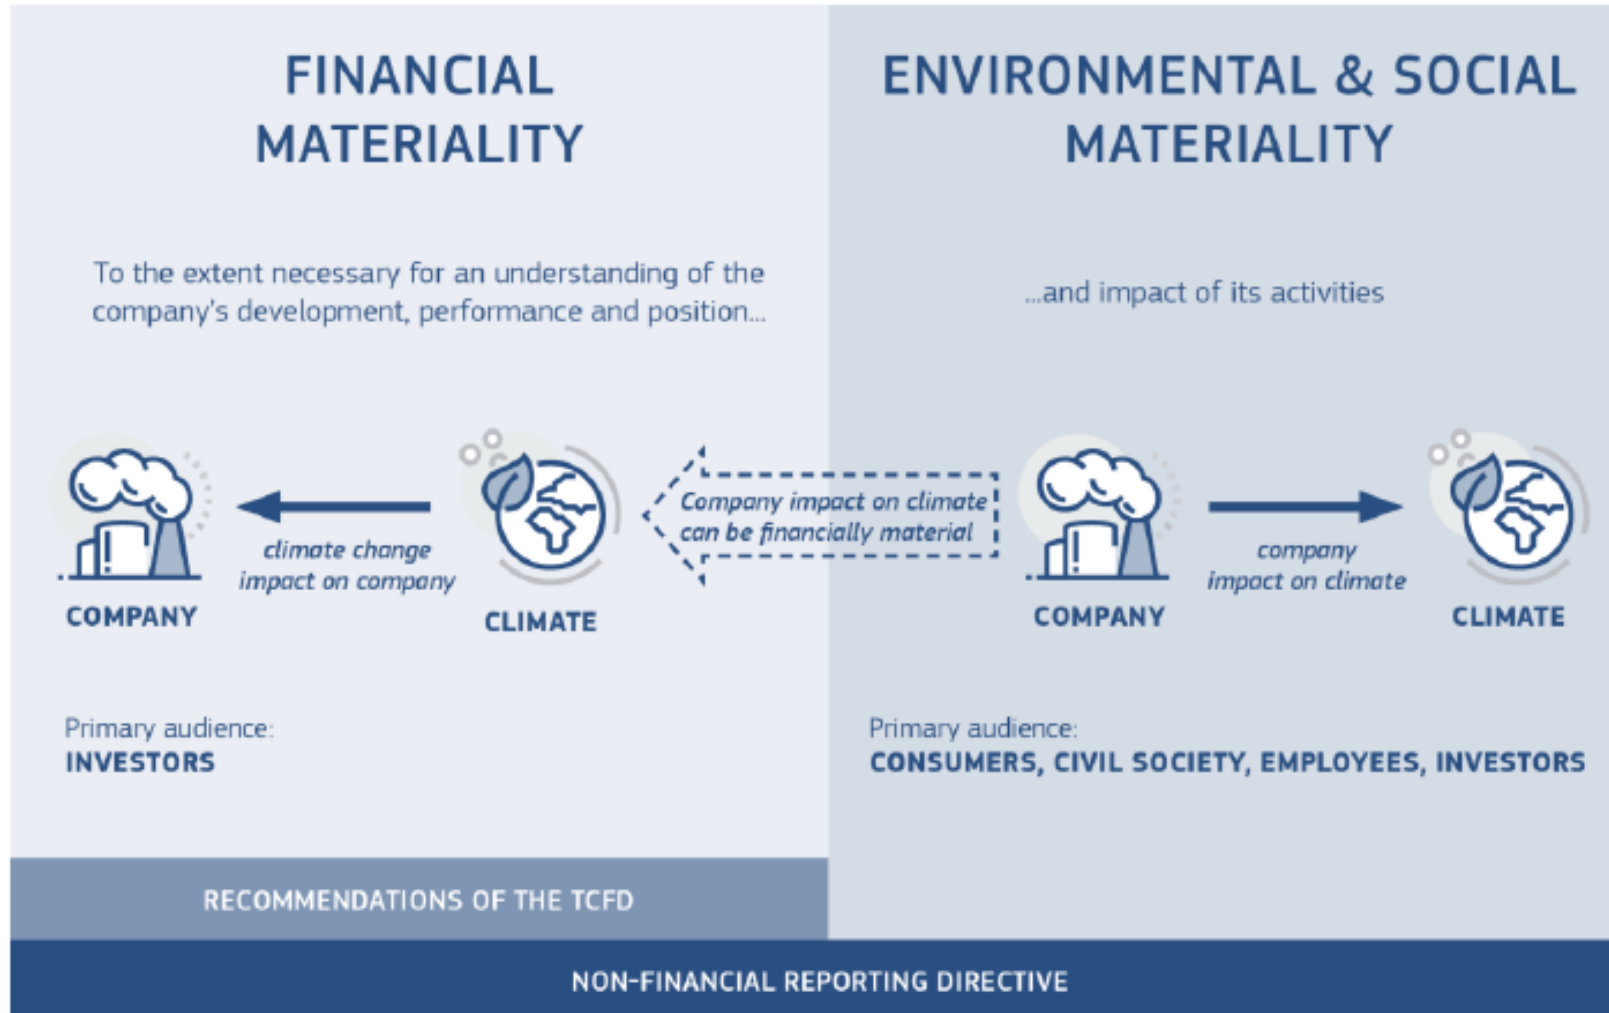 FINANCIAL
MATERIALITY
To the extent necessary for an understanding of the
company's development, performance and position...
climate change
impact on company
COMPANY
CLIMATE
Company impact on climate
can be financially material
Primary audience:
INVESTORS
RECOMMENDATIONS OF THE TCFD
ENVIRONMENTAL & SOCIAL
MATERIALITY
...and impact of its activities
company
impact on climate
COMPANY
CLIMATE
Primary audience:
CONSUMERS, CIVIL SOCIETY, EMPLOYEES, INVESTORS
NON-FINANCIAL REPORTING DIRECTIVE